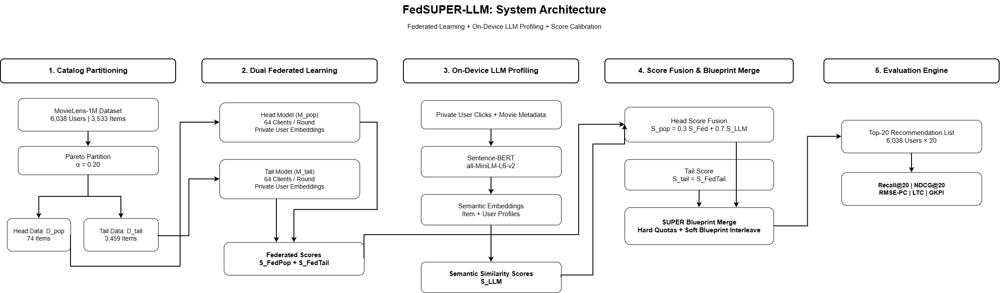 FedSUPER-LLM: System Architecture
Federated Learning + On-Device LLM Profiling + Score Calibration
1. Catalog Partitioning
MovieLens-1M Dataset
6,038 Users | 3,533 Items
Pareto Partition
α = 0.20
Head Data: D_pop
74 Items
Tail Data: D_tail
3,459 Items
2. Dual Federated Learning
Head Model (M_pop)
64 Clients / Round
Private User Embeddings
Tail Model (M_tail)
64 Clients / Round
Private User Embeddings
Federated Scores
S_FedPop + S_FedTail
3. On-Device LLM Profiling
Private User Clicks + Movie Metadata
Sentence-BERT
all-MiniLM-L6-v2
Semantic Embeddings
Item + User Profiles
Semantic Similarity Scores
S_LLM
4. Score Fusion & Blueprint Merge
Head Score Fusion
S_pop = 0.3 S_Fed + 0.7 S_LLM
Tail Score
S_tail = S_FedTail
SUPER Blueprint Merge
Hard Quotas + Soft Blueprint Interleave
5. Evaluation Engine
Top-20 Recommendation List
6,038 Users × 20
Recall@20 | NDCG@20
RMSE-PC | LTC | GKPI